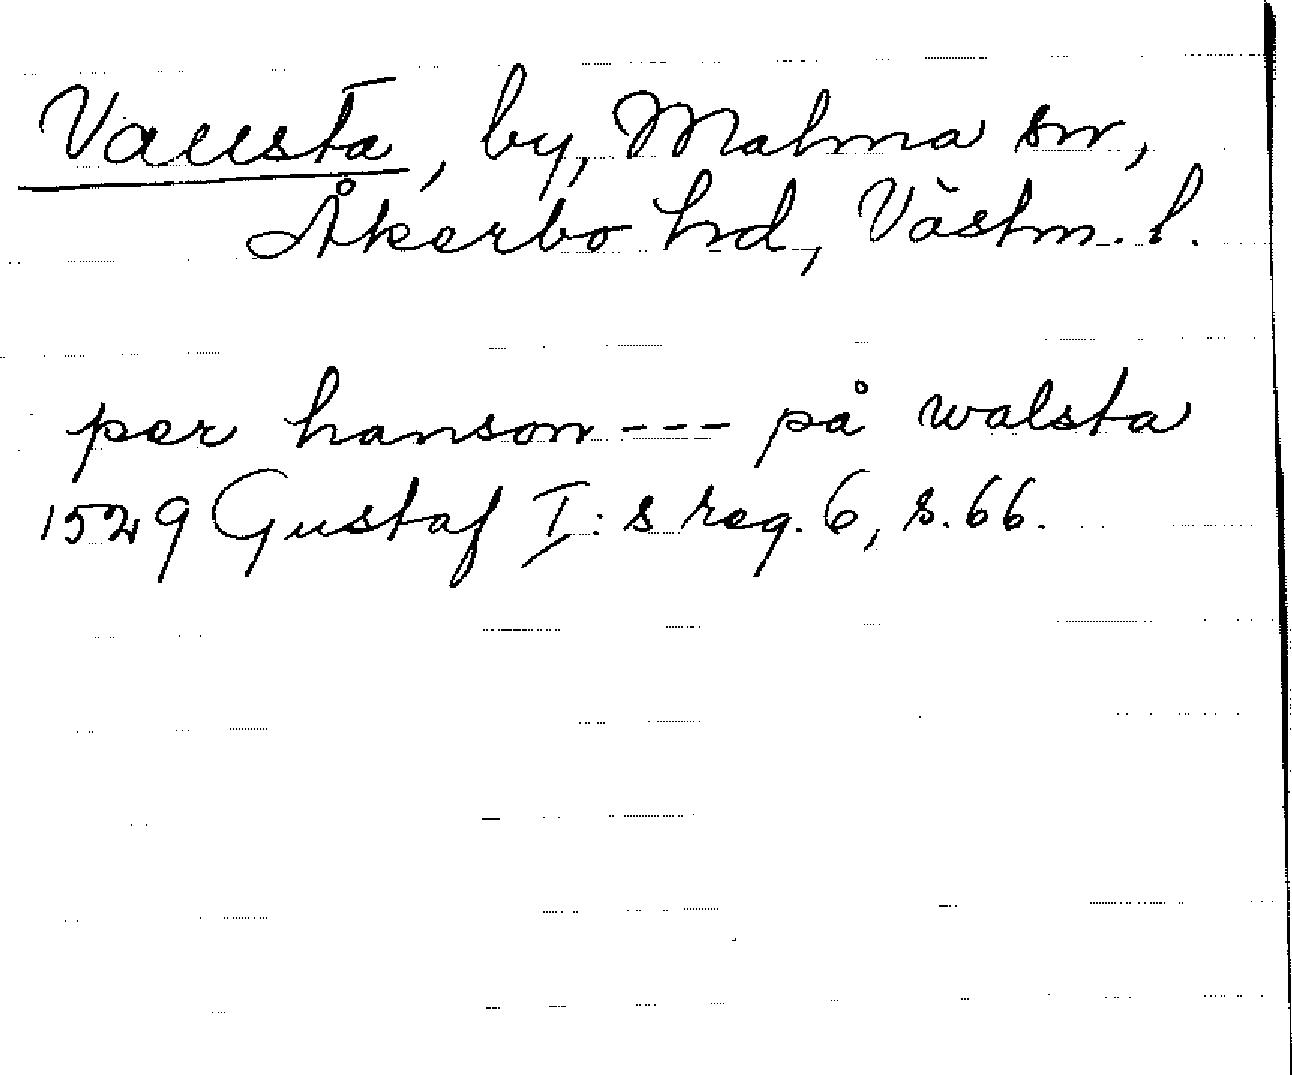 Vallsta, by, Malma sn,
Åkerbo hd, Västm. l.
per hanson --- på walsta
1529 Gustaf I:s reg. 6, s. 66.